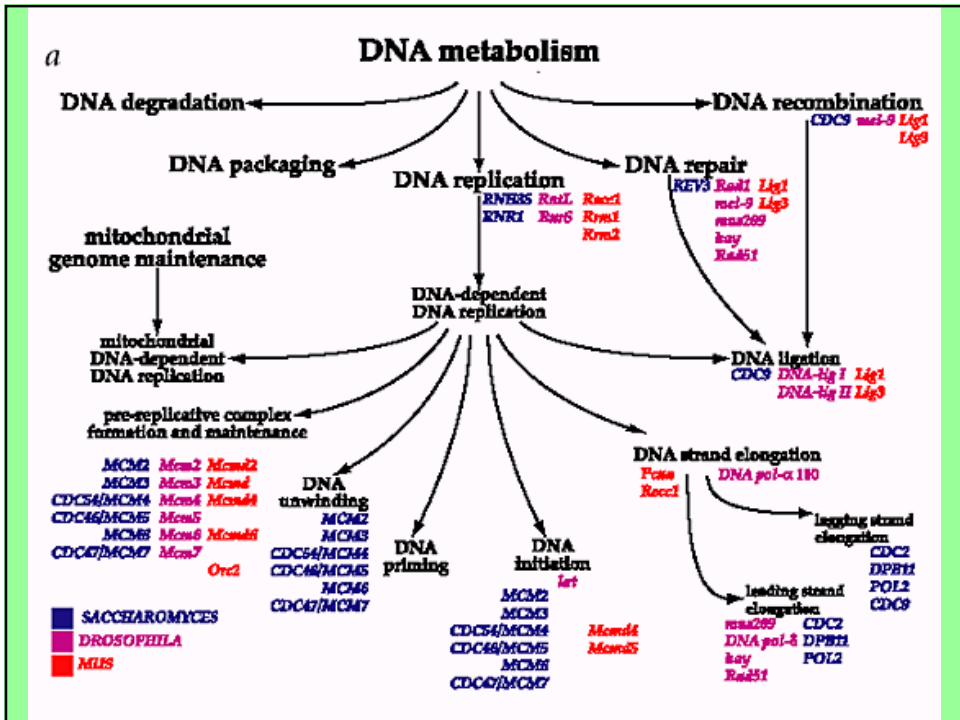 a
DNA metabolism
DNA degradation
DNA recombination
CDC9 mei-9 Lig1
Lig3
DNA packaging
DNA repair
REV3 Rad1 Lig1
mei-9 Lig3
mus209
hay
Rad51
DNA replication
RNH35 RnrL Recc1
RNR1 RnrS Rrm1
Rrm2
mitochondrial
genome maintenance
DNA-dependent
DNA replication
mitochondrial
DNA-dependent
DNA replication
DNA ligation
CDC9 DNA-lig I Lig1
DNA-lig II Lig3
pre-replicative complex
formation and maintenance
MCM2 Mcm2 Mcmd2
MCM3 Mcm3 Mcmd
CDC54/MCM4 Mcm4 Mcmd4
CDC46/MCM5 Mcm5
MCM6 Mcm6 Mcmd6
CDC47/MCM7 Mcm7
Orc2
DNA
unwinding
MCM2
MCM3
CDC54/MCM4
CDC46/MCM5
MCM6
CDC47/MCM7
DNA
priming
DNA
initiation
lat
MCM2
MCM3
CDC54/MCM4 Mcmd4
CDC46/MCM5 Mcmd5
MCM6
CDC47/MCM7
DNA strand elongation
Pcna DNA pol-α 180
Recc1
lagging strand
elongation
CDC2
DPB11
POL2
CDC9
leading strand
elongation
mus209 CDC2
DNA pol-δ DPB11
hay POL2
Rad51
SACCHAROMYCES
DROSOPHILA
MUS